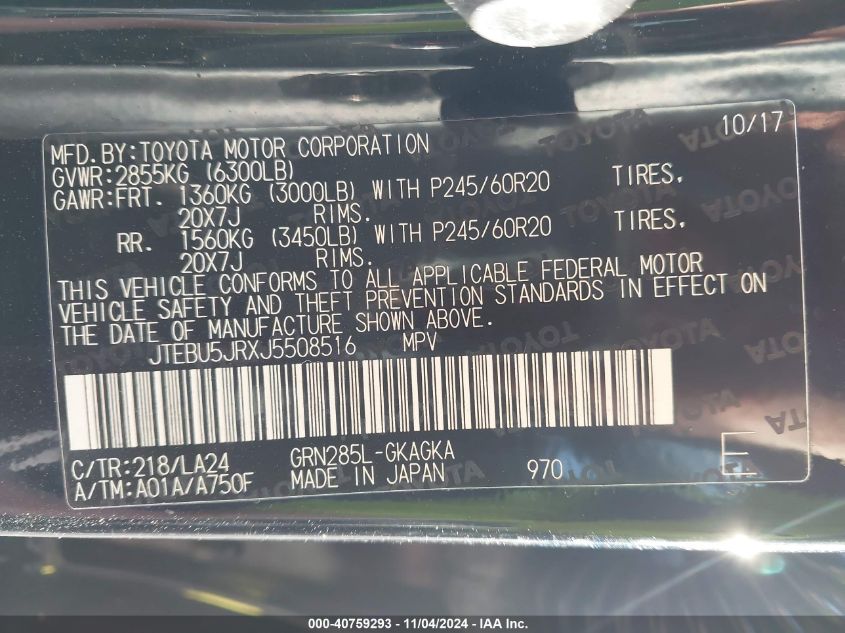 10/17
MFD.BY:TOYOTA MOTOR CORPORATION
GVWR:2855KG (6300LB)
GAWR:FRT. 1360KG (3000LB) WITH P245/60R20 TIRES,
20X7J RIMS.
RR. 1560KG (3450LB) WITH P245/60R20 TIRES,
20X7J RIMS.
THIS VEHICLE CONFORMS TO ALL APPLICABLE FEDERAL MOTOR
VEHICLE SAFETY AND THEFT PREVENTION STANDARDS IN EFFECT ON
THE DATE OF MANUFACTURE SHOWN ABOVE.
JTEBU5JRXJ5508516 MPV
C/TR:218/LA24 GRN285L-GKAGKA
A/TM:A01A/A750F MADE IN JAPAN 970 E
000-40759293 - 11/04/2024 - IAA Inc.